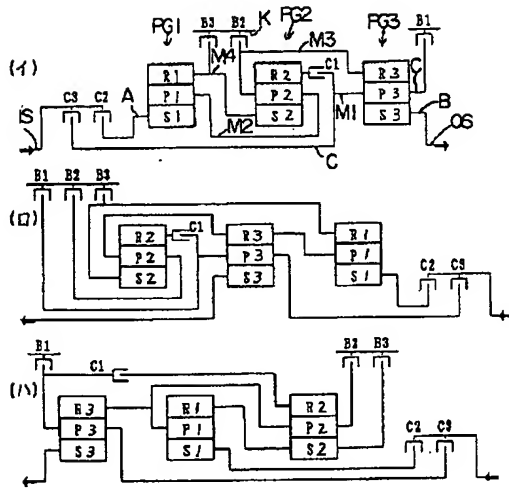 PG1 B3 B2 K PG2 M3 PG3 B1
(イ) R1 M4 R2 C1 R3 C
C3 C2 A P1 P2 M1 P3 B
IS S1 M2 S2 S3
C OS
(ロ) B1 B2 B3
R2 C1 R3 R1
P2 P3 P1 C2 C3
S2 S3 S1
(ハ) B1 C1 B2 B3
R3 R1 R2
P3 P1 P2 C2 C3
S3 S1 S2